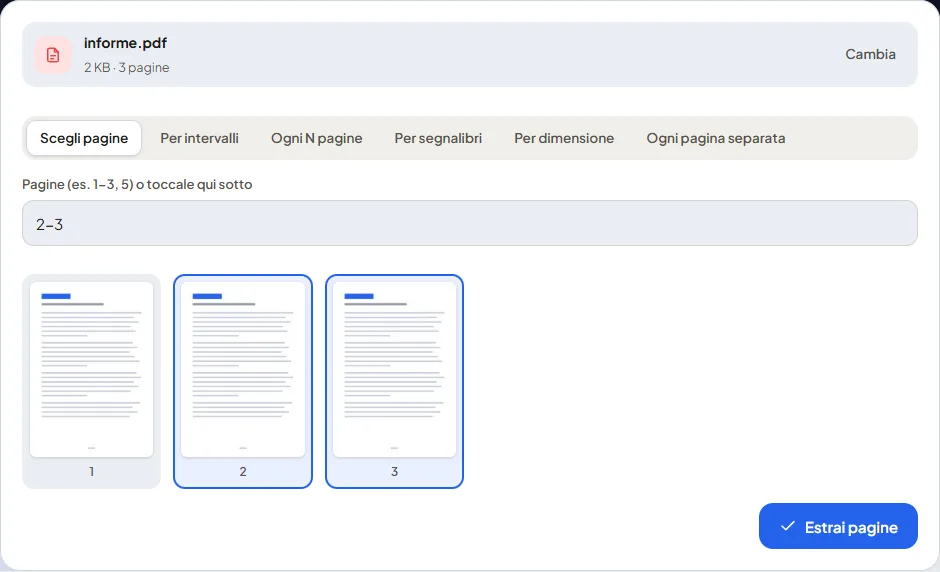 informe.pdf
2 KB · 3 pagine
Cambia
Scegli pagine
Per intervalli
Ogni N pagine
Per segnalibri
Per dimensione
Ogni pagina separata
Pagine (es. 1–3, 5) o toccale qui sotto
2–3
1
2
3
Estrai pagine